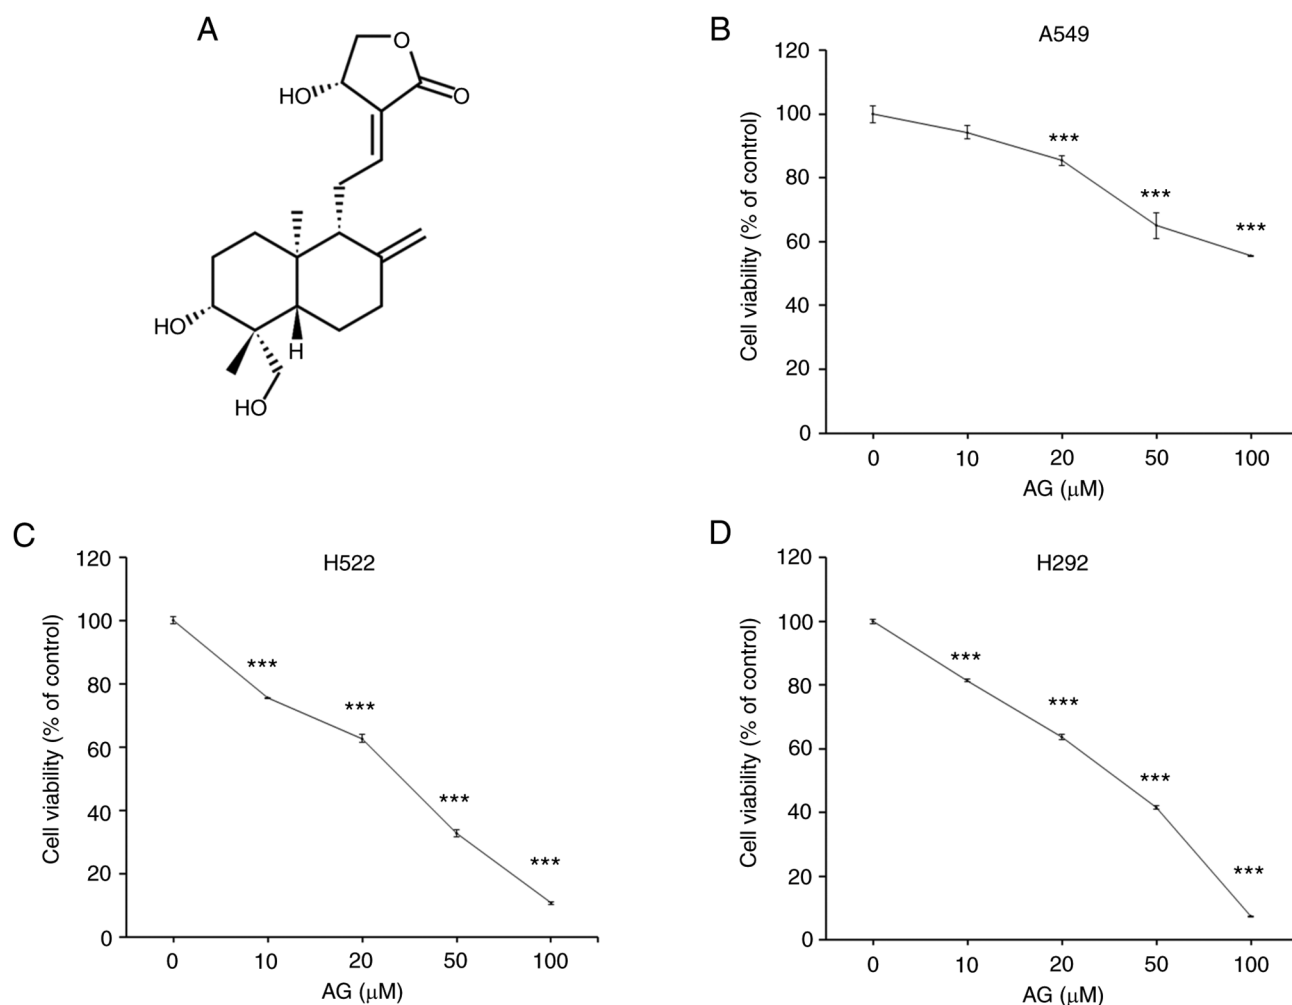 A
O
HO
O
HO
H
HO
B
A549
120
100
80
60
40
20
0
Cell viability (% of control)
***
***
***
0 10 20 50 100
AG (μM)
C
H522
120
100
80
60
40
20
0
Cell viability (% of control)
***
***
***
***
0 10 20 50 100
AG (μM)
D
H292
120
100
80
60
40
20
0
Cell viability (% of control)
***
***
***
***
0 10 20 50 100
AG (μM)